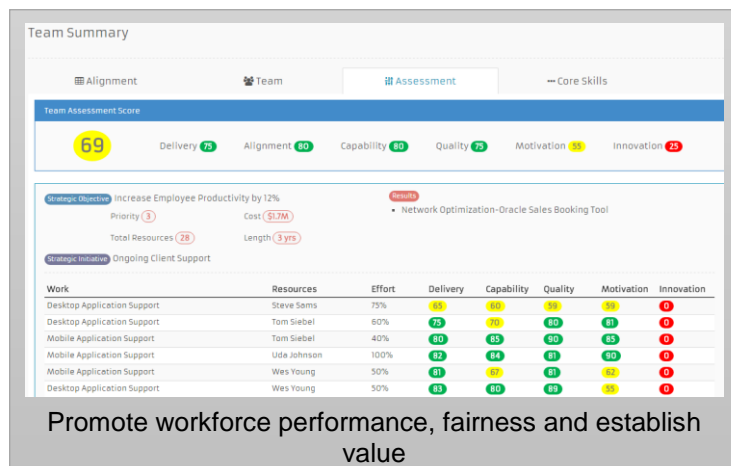 Team Summary
Alignment Team Assessment Core Skills
Team Assessment Score
69 Delivery 75 Alignment 80 Capability 80 Quality 75 Motivation 55 Innovation 25
Strategic Objective Increase Employee Productivity by 12% Results
Priority 3 Cost $1.7M • Network Optimization-Oracle Sales Booking Tool
Total Resources 28 Length 3 yrs
Strategic Initiative Ongoing Client Support
Work Resources Effort Delivery Capability Quality Motivation Innovation
Desktop Application Support Steve Sams 75% 65 60 59 59 0
Desktop Application Support Tom Siebel 60% 75 70 80 81 0
Mobile Application Support Tom Siebel 40% 80 85 90 85 0
Mobile Application Support Uda Johnson 100% 82 84 81 90 0
Mobile Application Support Wes Young 50% 81 67 81 62 0
Desktop Application Support Wes Young 50% 83 80 89 55 0
Promote workforce performance, fairness and establish
value